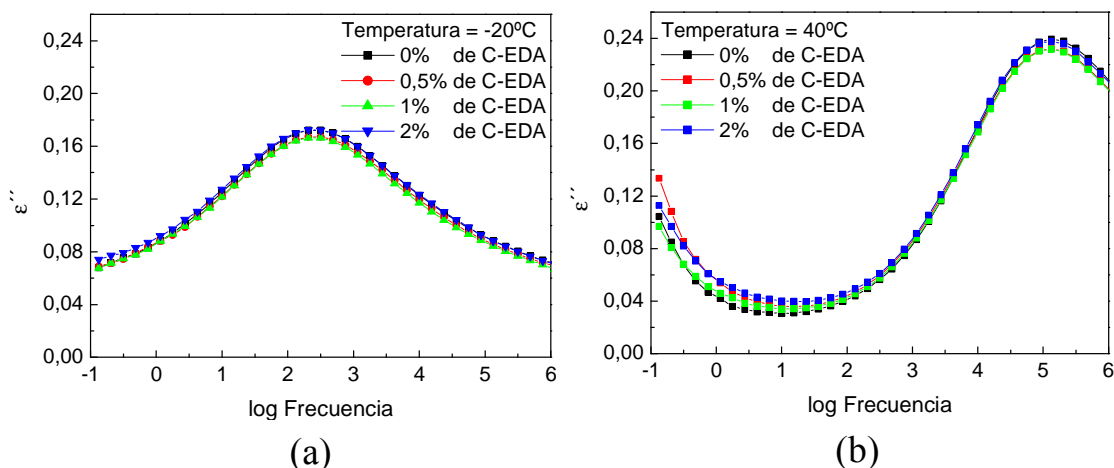 Temperatura = -20ºC
0% de C-EDA
0,5% de C-EDA
1% de C-EDA
2% de C-EDA
0,24
0,20
0,16
0,12
0,08
0,04
0,00
ε´´
-1 0 1 2 3 4 5 6
log Frecuencia
(a)
Temperatura = 40ºC
0% de C-EDA
0,5% de C-EDA
1% de C-EDA
2% de C-EDA
0,24
0,20
0,16
0,12
0,08
0,04
0,00
ε´´
-1 0 1 2 3 4 5 6
log Frecuencia
(b)